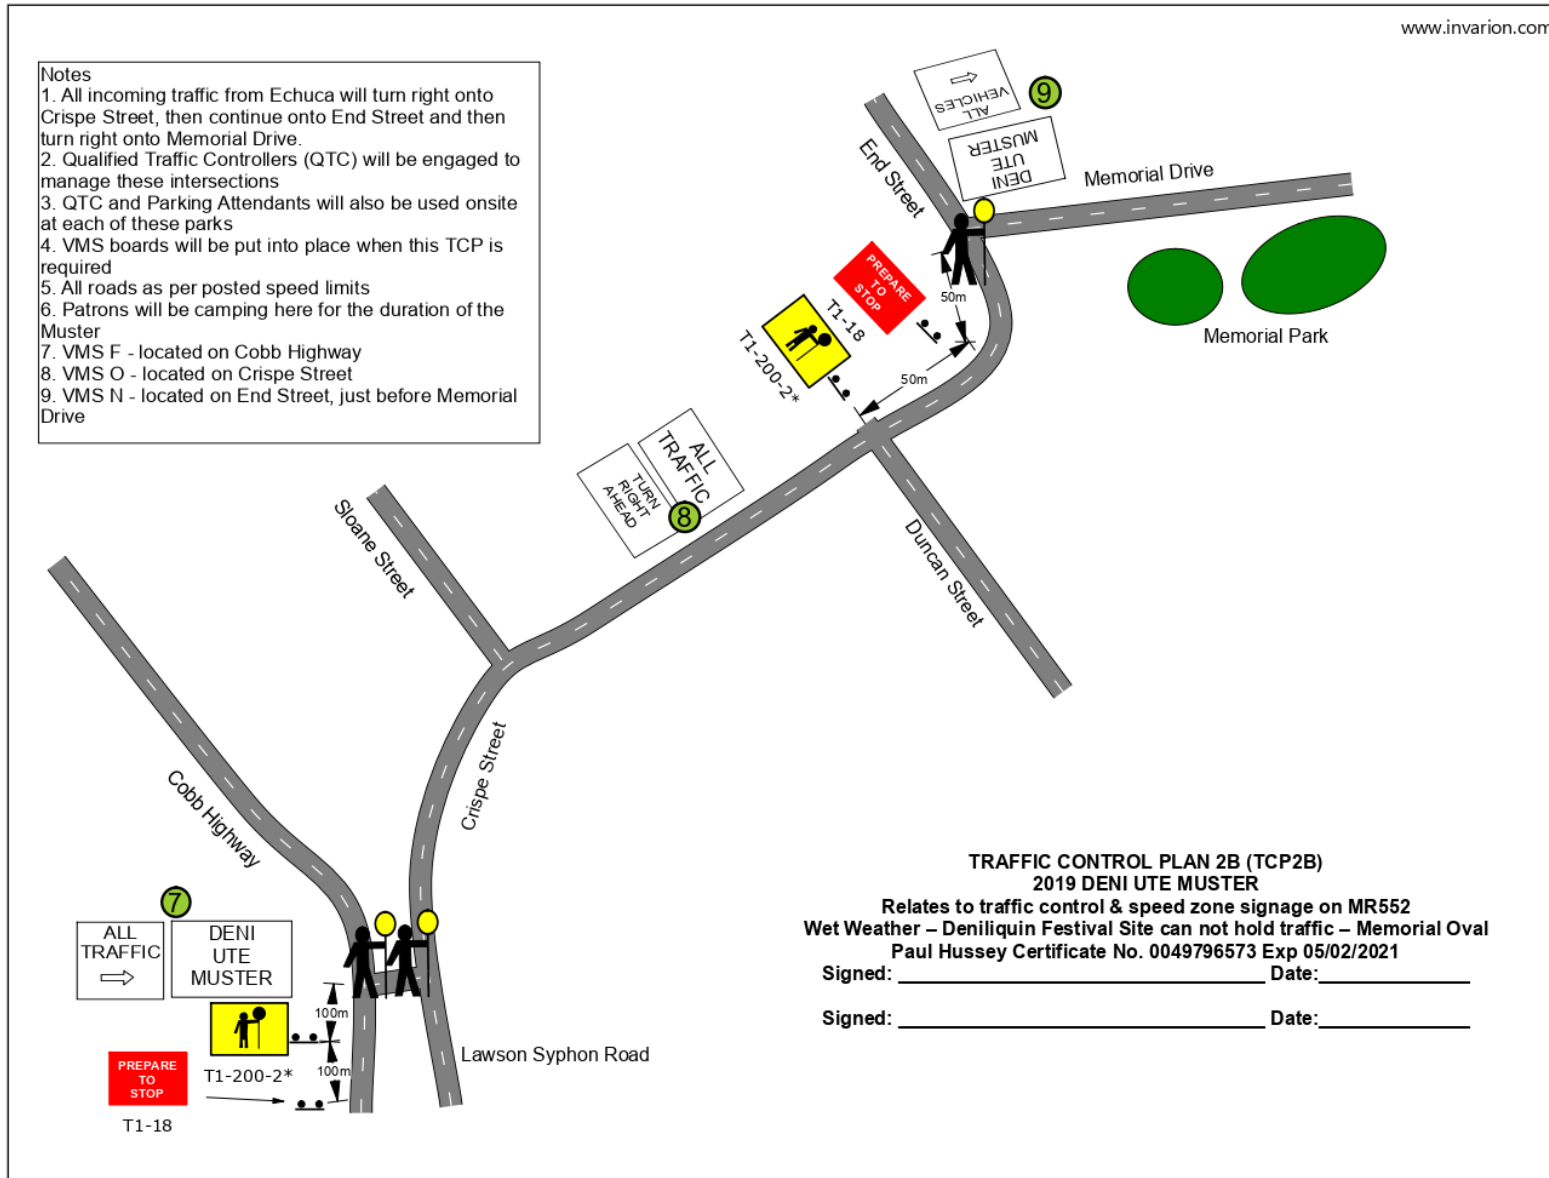 www.invarion.com
Notes
1. All incoming traffic from Echuca will turn right onto
Crispe Street, then continue onto End Street and then
turn right onto Memorial Drive.
2. Qualified Traffic Controllers (QTC) will be engaged to
manage these intersections
3. QTC and Parking Attendants will also be used onsite
at each of these parks
4. VMS boards will be put into place when this TCP is
required
5. All roads as per posted speed limits
6. Patrons will be camping here for the duration of the
Muster
7. VMS F - located on Cobb Highway
8. VMS O - located on Crispe Street
9. VMS N - located on End Street, just before Memorial
Drive
ALL
VEHICLES
9
DENI
UTE
MUSTER
End Street
Memorial Drive
PREPARE
TO
STOP
T1-18
50m
T1-200-2*
50m
Memorial Park
ALL
TRAFFIC
TURN
RIGHT
AHEAD
8
Sloane Street
Duncan Street
Crispe Street
Cobb Highway
7
ALL
TRAFFIC
DENI
UTE
MUSTER
100m
T1-200-2*
100m
PREPARE
TO
STOP
T1-18
Lawson Syphon Road
TRAFFIC CONTROL PLAN 2B (TCP2B)
2019 DENI UTE MUSTER
Relates to traffic control & speed zone signage on MR552
Wet Weather – Deniliquin Festival Site can not hold traffic – Memorial Oval
Paul Hussey Certificate No. 0049796573 Exp 05/02/2021
Signed: Date:
Signed: Date: